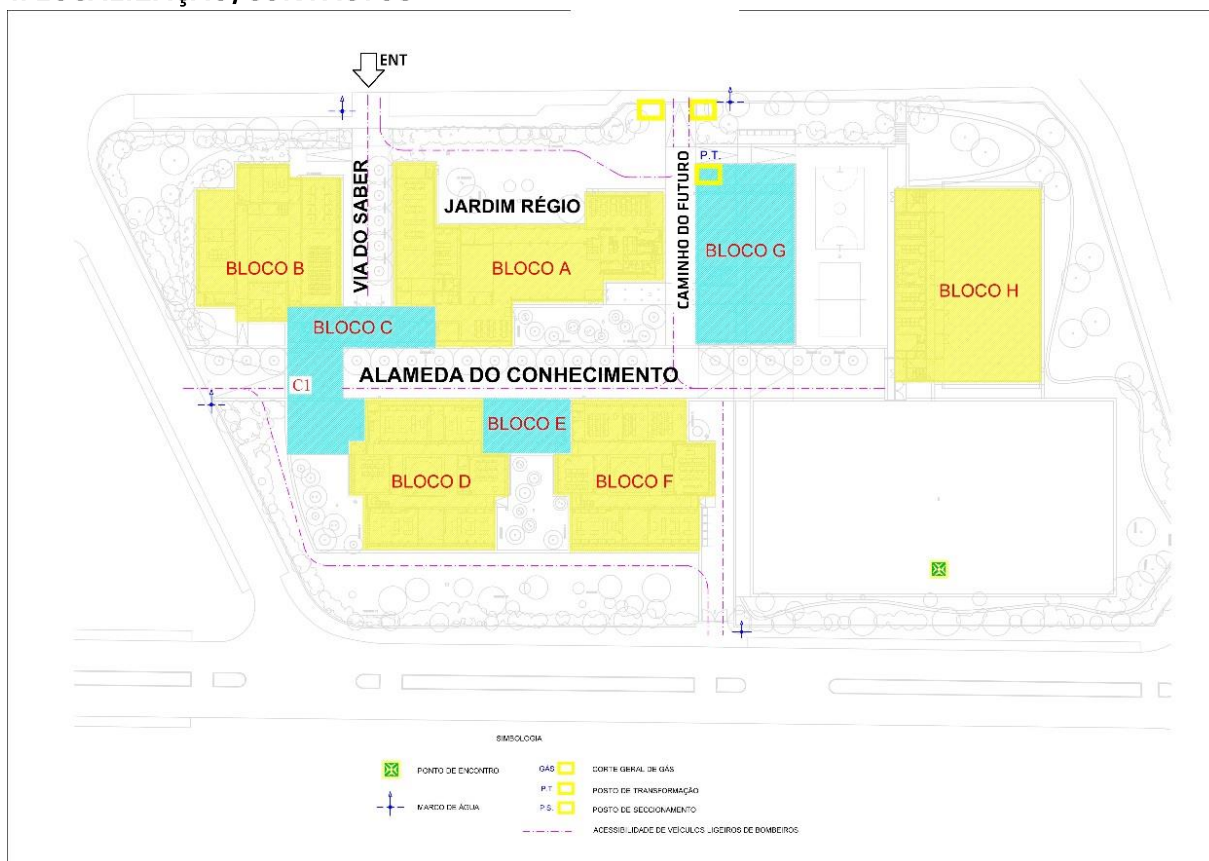 ENT
P.T.
VIA DO SABER
CAMINHO DO FUTURO
JARDIM RÉGIO
BLOCO G
BLOCO B
BLOCO A
BLOCO H
BLOCO C
ALAMEDA DO CONHECIMENTO
C1
BLOCO E
BLOCO D
BLOCO F
SIMBOLOGIA
PONTO DE ENCONTRO
GÁS
CORTE GERAL DE GÁS
P.T
POSTO DE TRANSFORMAÇÃO
MARCO DE ÁGUA
P.S.
POSTO DE SECCIONAMENTO
ACESSIBILIDADE DE VEÍCULOS LIGEIROS DE BOMBEIROS